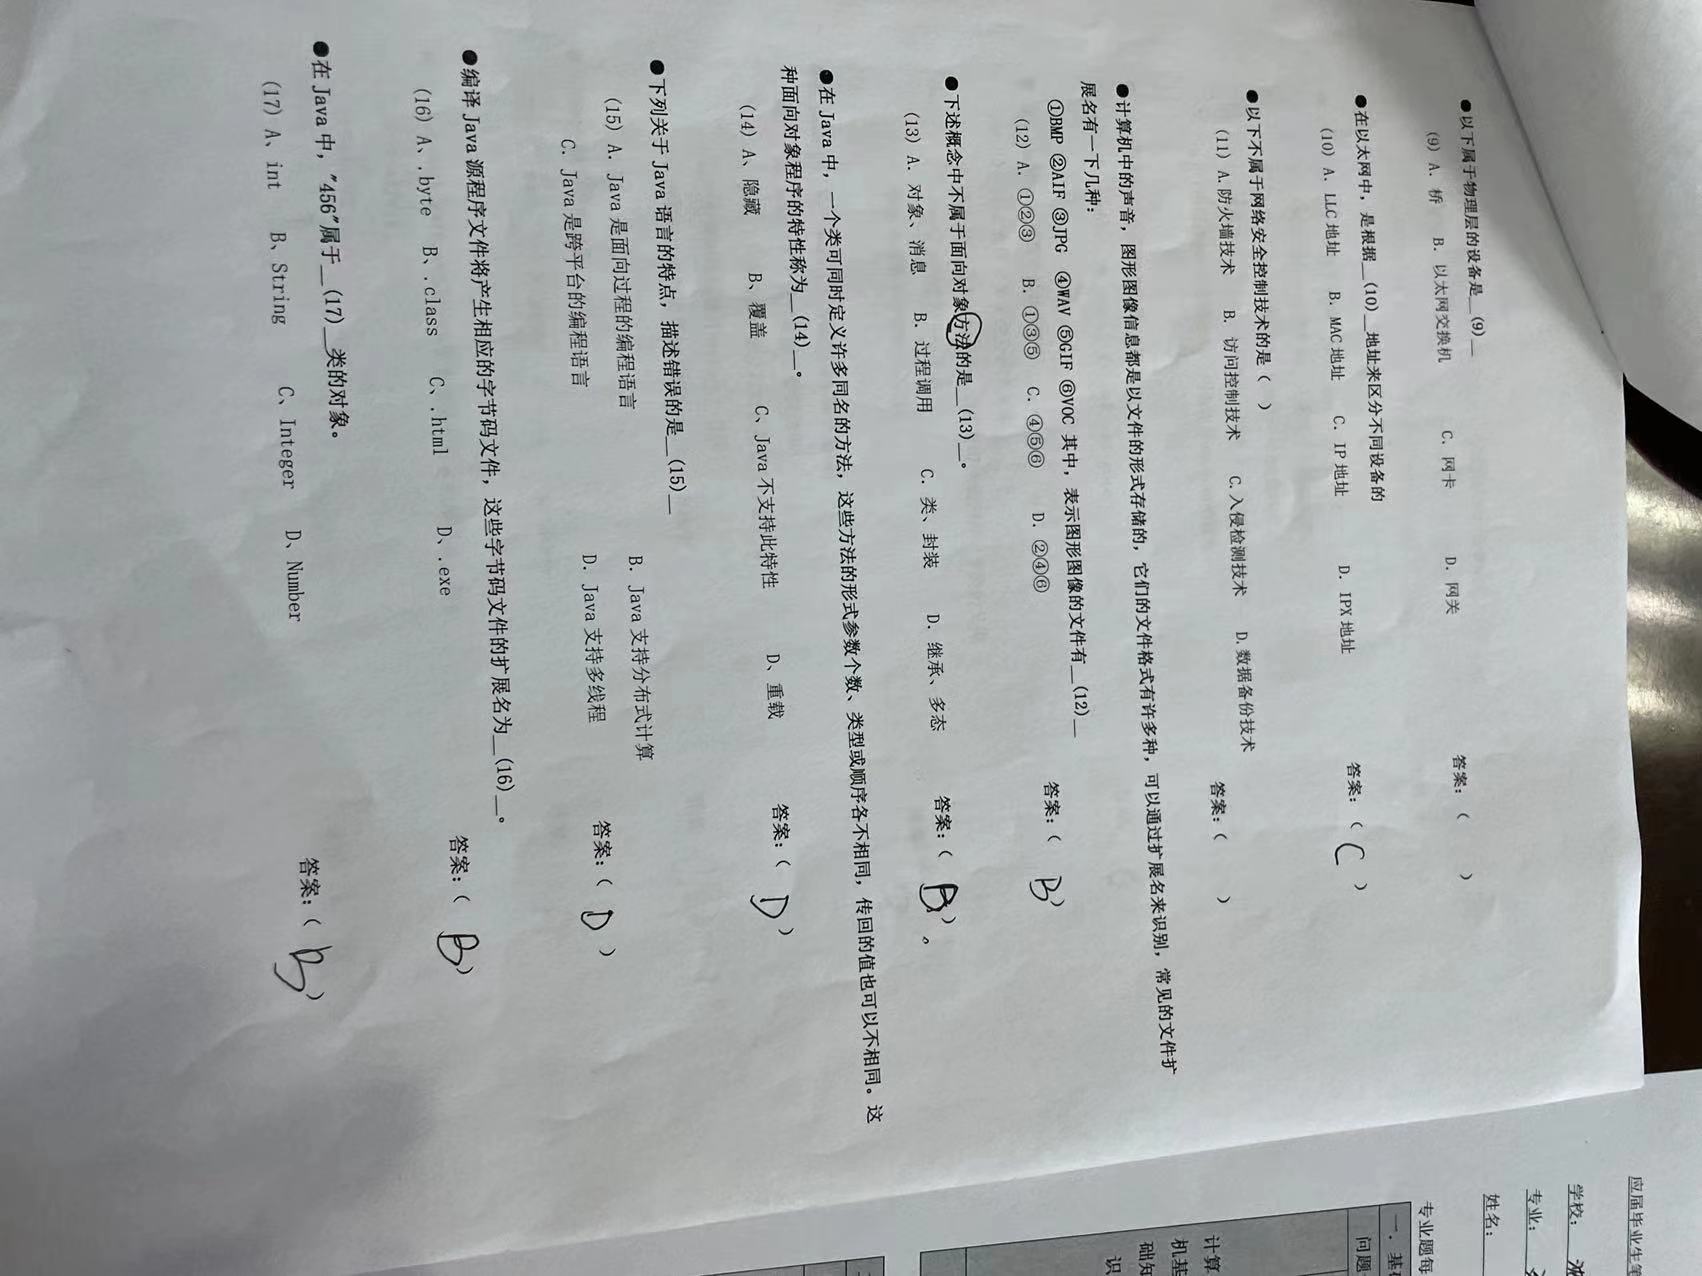 ●以下属于物理层的设备是__(9)__
(9) A. 桥 B. 以太网交换机 C. 网卡 D. 网关
答案:( )
●在以太网中，是根据__(10)__地址来区分不同设备的
(10) A. LLC 地址 B. MAC 地址 C. IP 地址 D. IPX 地址
答案:( C )
●以下不属于网络安全控制技术的是 ( )
(11) A.防火墙技术 B. 访问控制技术 C.入侵检测技术 D.数据备份技术
答案:( )
●计算机中的声音，图形图像信息都是以文件的形式存储的，它们的文件格式有许多种，可以通过扩展名来识别，常见的文件扩
展名有一下几种：
①BMP ②AIF ③JPG ④WAV ⑤GIF ⑥VOC 其中，表示图形图像的文件有__(12)__
(12) A. ①②③ B. ①③⑤ C. ④⑤⑥ D. ②④⑥
答案:( B )
●下述概念中不属于面向对象方法的是__(13)__。
(13) A. 对象、消息 B. 过程调用 C. 类、封装 D. 继承、多态
答案:( B )。
●在 Java 中，一个类可同时定义许多同名的方法，这些方法的形式参数个数、类型或顺序各不相同，传回的值也可以不相同。这
种面向对象程序的特性称为__(14)__。
(14) A、隐藏 B、覆盖 C、Java 不支持此特性 D、重载
答案:( D )
●下列关于 Java 语言的特点，描述错误的是__(15)__
(15) A. Java 是面向过程的编程语言 B. Java 支持分布式计算
C. Java 是跨平台的编程语言 D. Java 支持多线程
答案:( D )
●编译 Java 源程序文件将产生相应的字节码文件，这些字节码文件的扩展名为__(16)__。
(16) A、.byte B、.class C、.html D、.exe
答案:( B )
●在 Java 中，"456"属于__(17)__类的对象。
(17) A、int B、String C、Integer D、Number
答案:( B )
学校：
专业：
姓名：
专业题每
问题
计算
机基
础知
识